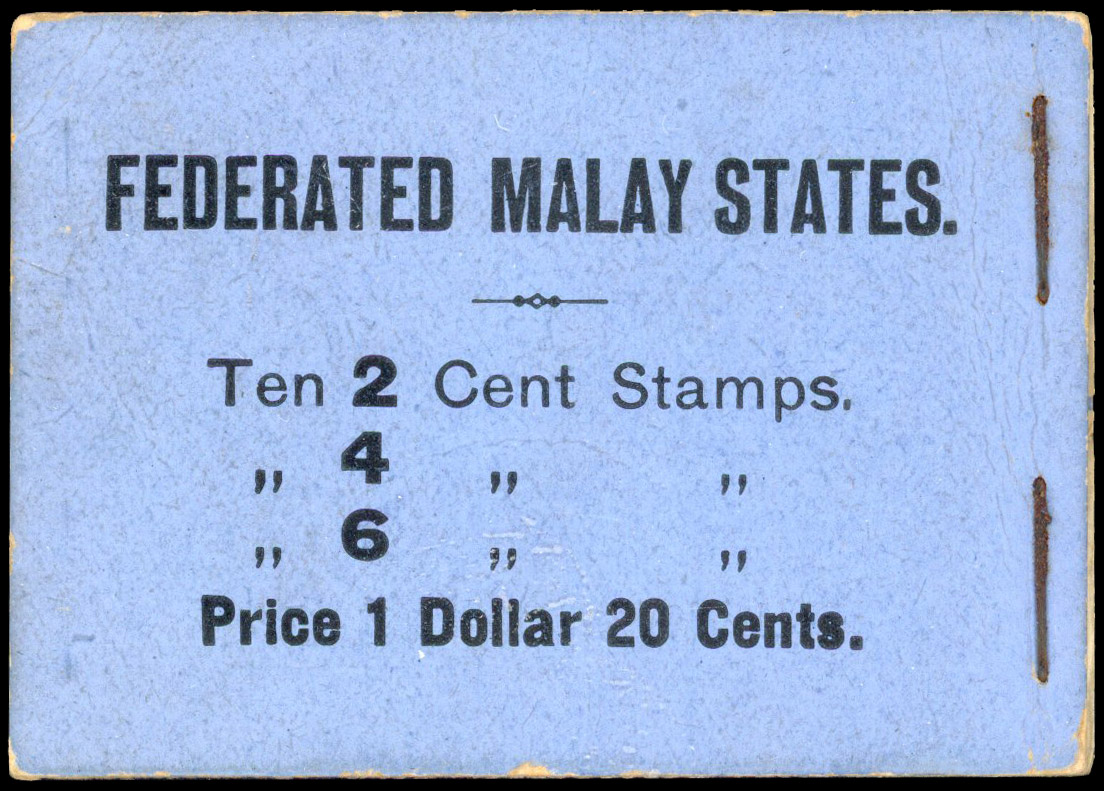 FEDERATED MALAY STATES.
Ten 2 Cent Stamps.
„ 4 „ „
„ 6 „ „
Price 1 Dollar 20 Cents.